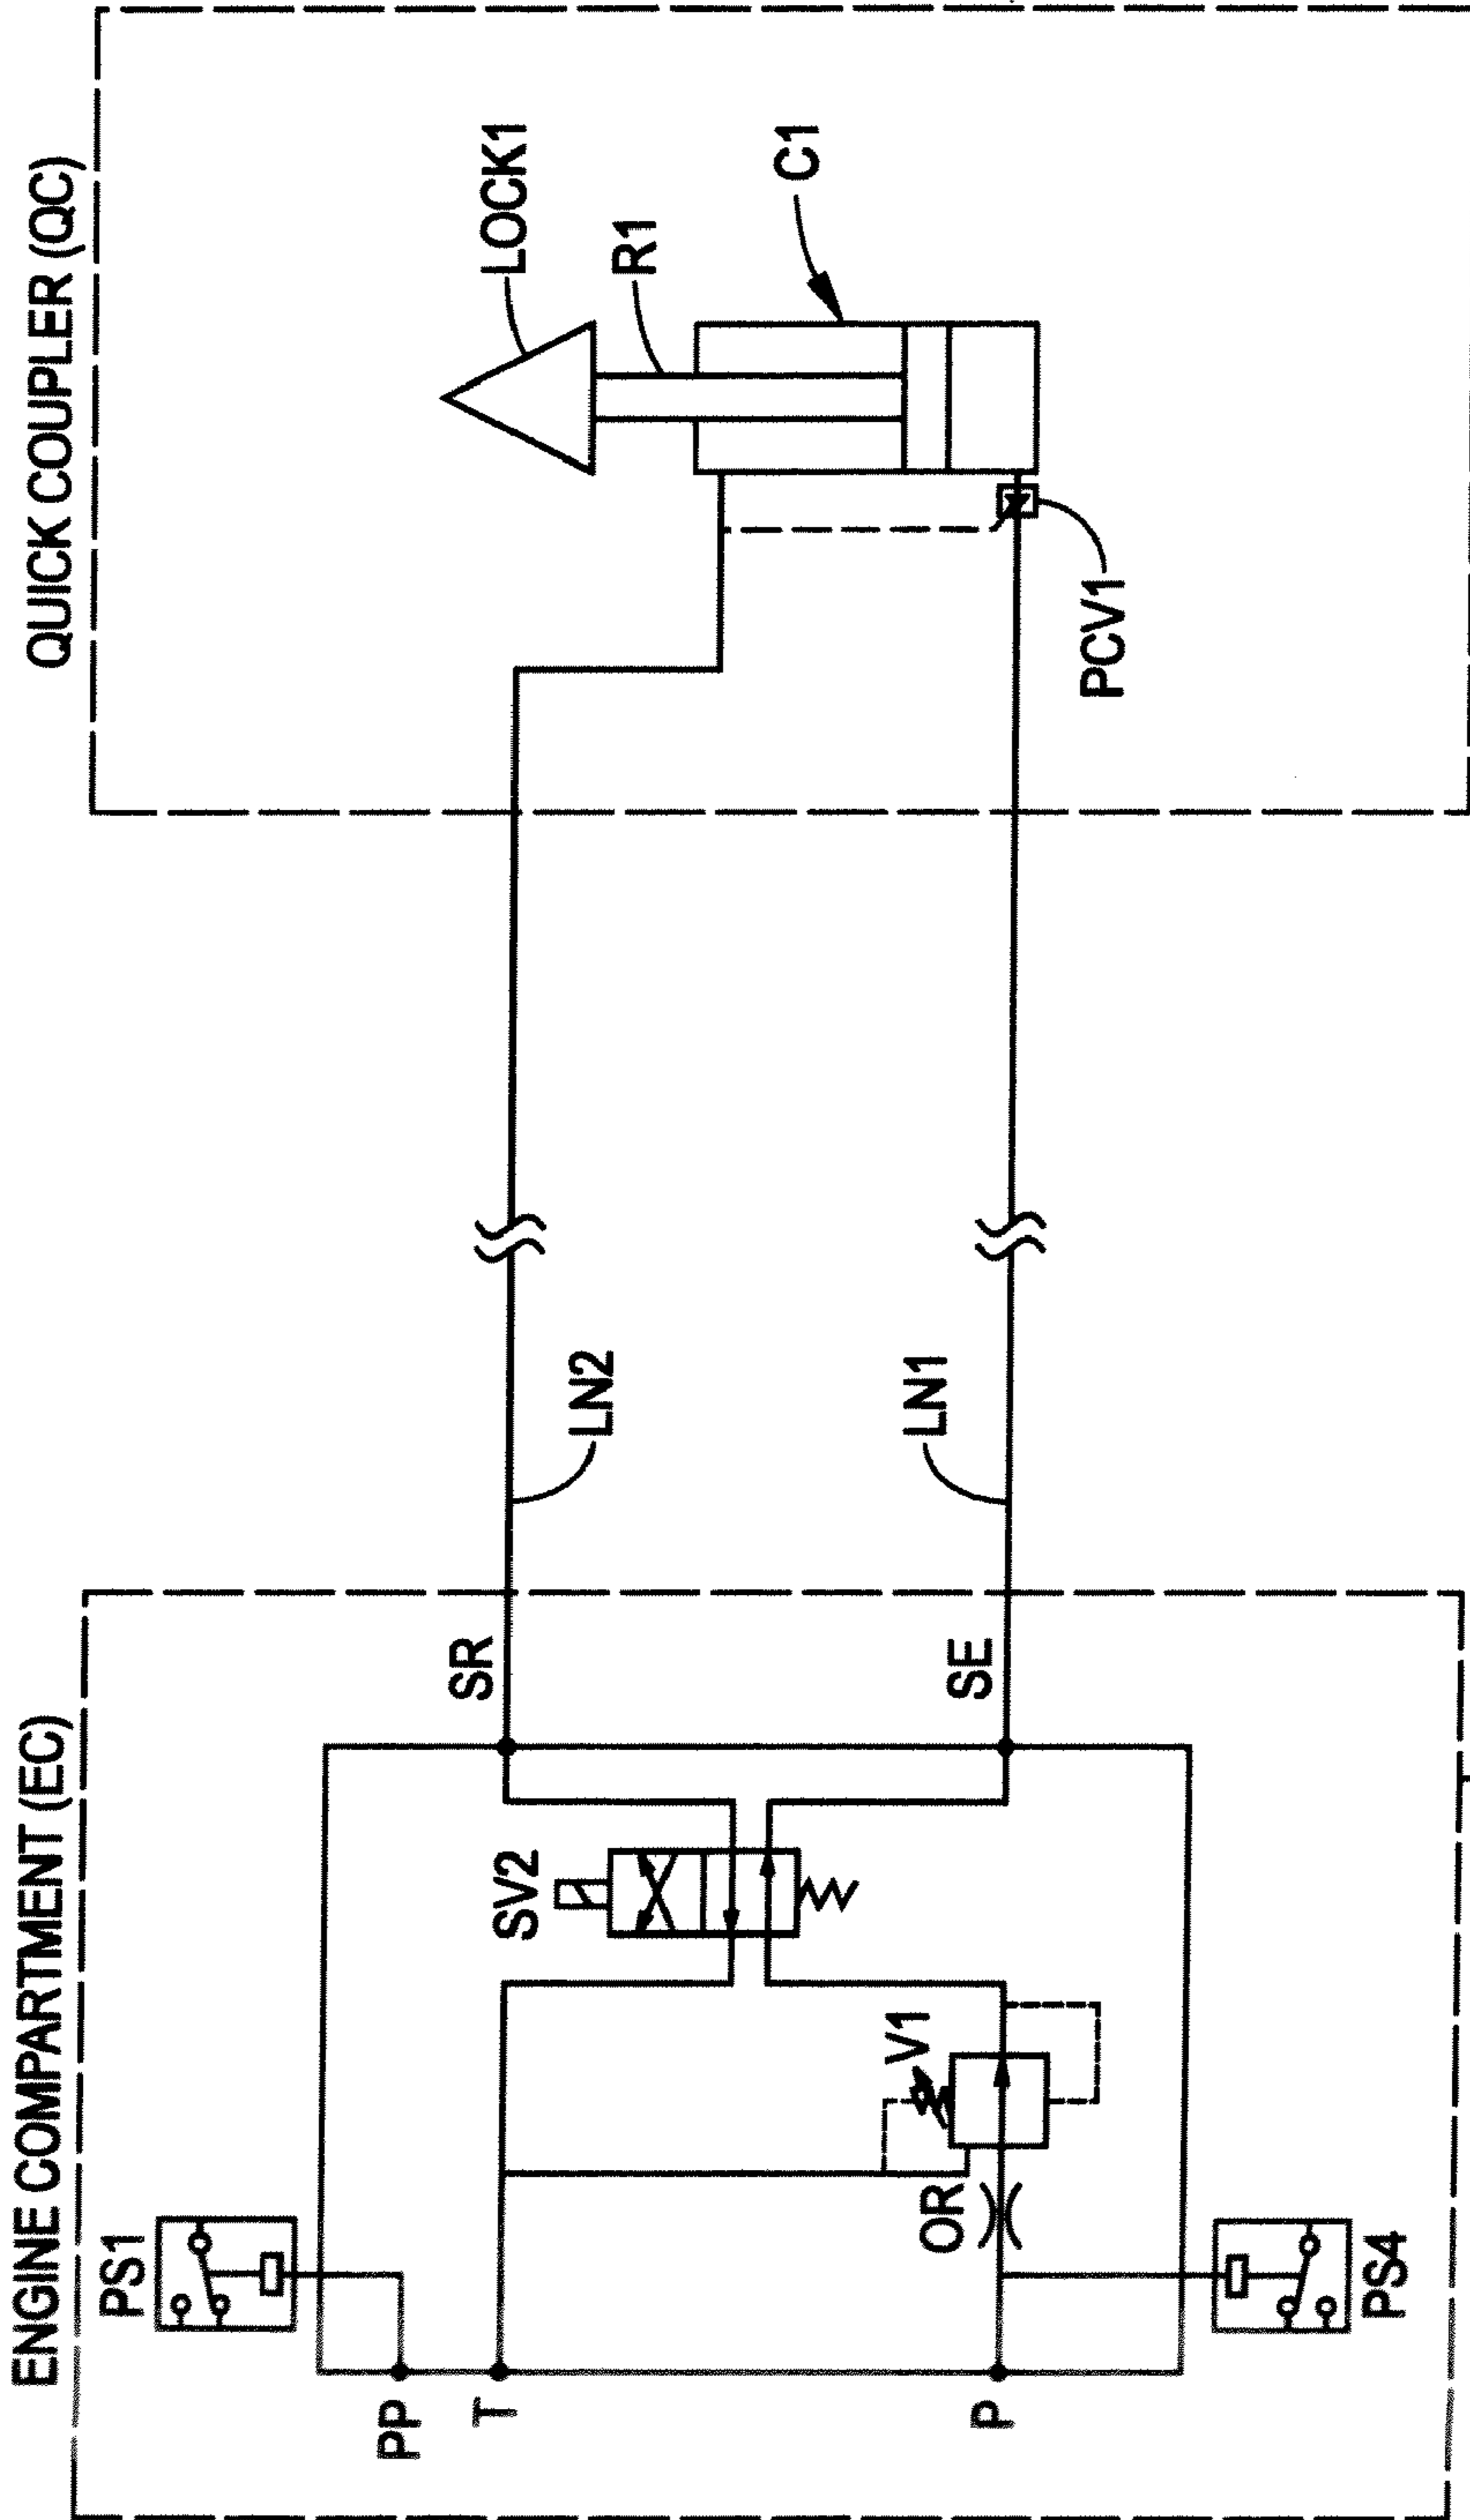 ENGINE COMPARTMENT (EC)
PS1
PP
T
P
SV2
V1
OR
PS4
SR
SE
LN2
LN1
QUICK COUPLER (QC)
LOCK1
R1
C1
PCV1